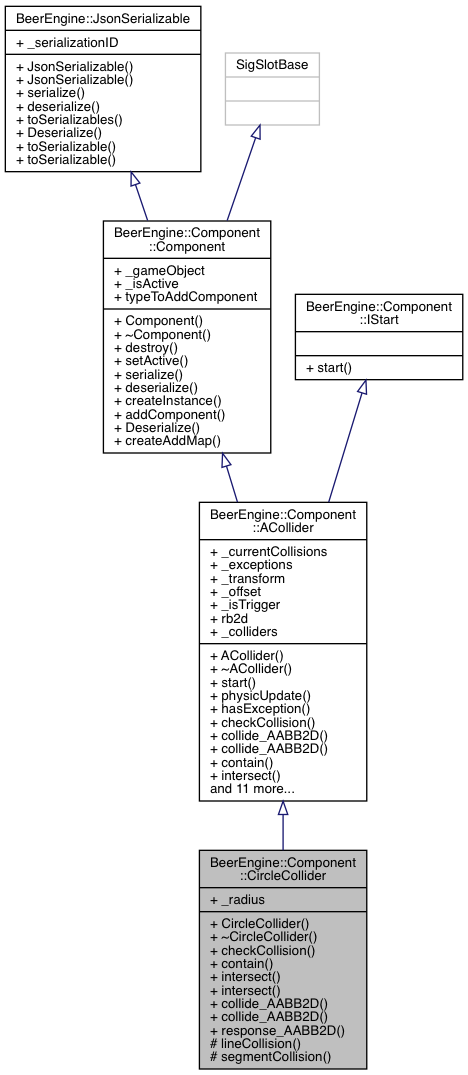 BeerEngine::JsonSerializable
+ _serializationID
+ JsonSerializable()
+ JsonSerializable()
+ serialize()
+ deserialize()
+ toSerializables()
+ Deserialize()
+ toSerializable()
+ toSerializable()
SigSlotBase
BeerEngine::Component
::Component
+ _gameObject
+ _isActive
+ typeToAddComponent
+ Component()
+ ~Component()
+ destroy()
+ setActive()
+ serialize()
+ deserialize()
+ createInstance()
+ addComponent()
+ Deserialize()
+ createAddMap()
BeerEngine::Component
::IStart
+ start()
BeerEngine::Component
::ACollider
+ _currentCollisions
+ _exceptions
+ _transform
+ _offset
+ _isTrigger
+ rb2d
+ _colliders
+ ACollider()
+ ~ACollider()
+ start()
+ physicUpdate()
+ hasException()
+ checkCollision()
+ collide_AABB2D()
+ collide_AABB2D()
+ contain()
+ intersect()
and 11 more...
BeerEngine::Component
::CircleCollider
+ _radius
+ CircleCollider()
+ ~CircleCollider()
+ checkCollision()
+ contain()
+ intersect()
+ intersect()
+ collide_AABB2D()
+ collide_AABB2D()
+ response_AABB2D()
# lineCollision()
# segmentCollision()